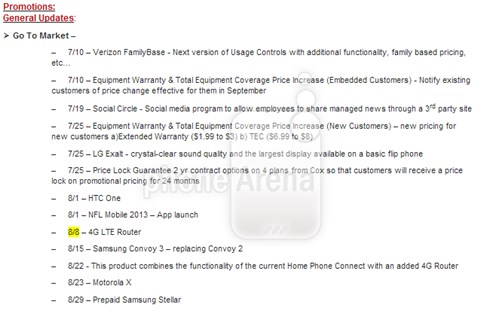 Promotions:
General Updates:
➤ Go To Market –
– 7/10 – Verizon FamilyBase - Next version of Usage Controls with additional functionality, family based pricing,
etc…
– 7/10 – Equipment Warranty & Total Equipment Coverage Price Increase (Embedded Customers) - Notify existing
customers of price change effective for them in September
– 7/19 – Social Circle - Social media program to allow employees to share managed news through a 3rd party site
– 7/25 – Equipment Warranty & Total Equipment Coverage Price Increase (New Customers) – new pricing for
new customers a)Extended Warranty ($1.99 to $3) b) TEC ($6.99 to $8)
– 7/25 – LG Exalt - crystal-clear sound quality and the largest display available on a basic flip phone
– 7/25 – Price Lock Guarantee 2 yr contract options on 4 plans from Cox so that customers will receive a price
lock on promotional pricing for 24 months
– 8/1 – HTC One
– 8/1 – NFL Mobile 2013 – App launch
– 8/8 – 4G LTE Router
– 8/15 – Samsung Convoy 3 – replacing Convoy 2
– 8/22 - This product combines the functionality of the current Home Phone Connect with an added 4G Router
– 8/23 – Motorola X
– 8/29 – Prepaid Samsung Stellar
phoneArena